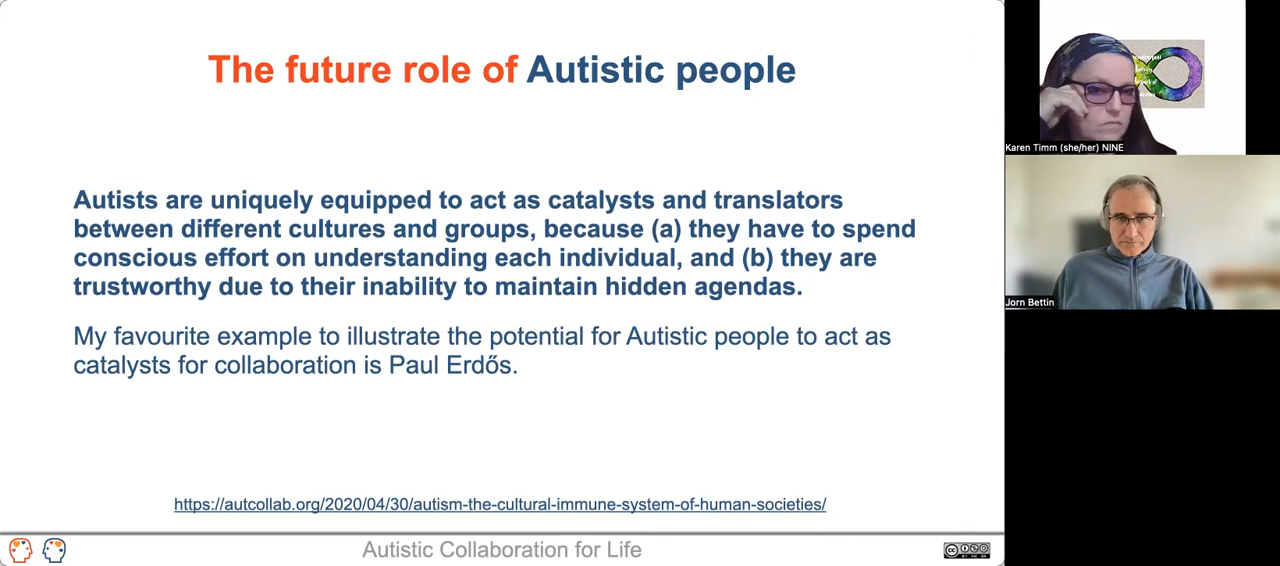 The future role of Autistic people
Autists are uniquely equipped to act as catalysts and translators
between different cultures and groups, because (a) they have to spend
conscious effort on understanding each individual, and (b) they are
trustworthy due to their inability to maintain hidden agendas.
My favourite example to illustrate the potential for Autistic people to act as
catalysts for collaboration is Paul Erdős.
https://autcollab.org/2020/04/30/autism-the-cultural-immune-system-of-human-societies/
Autistic Collaboration for Life
Karen Timm (she/her) NINE
Jorn Bettin